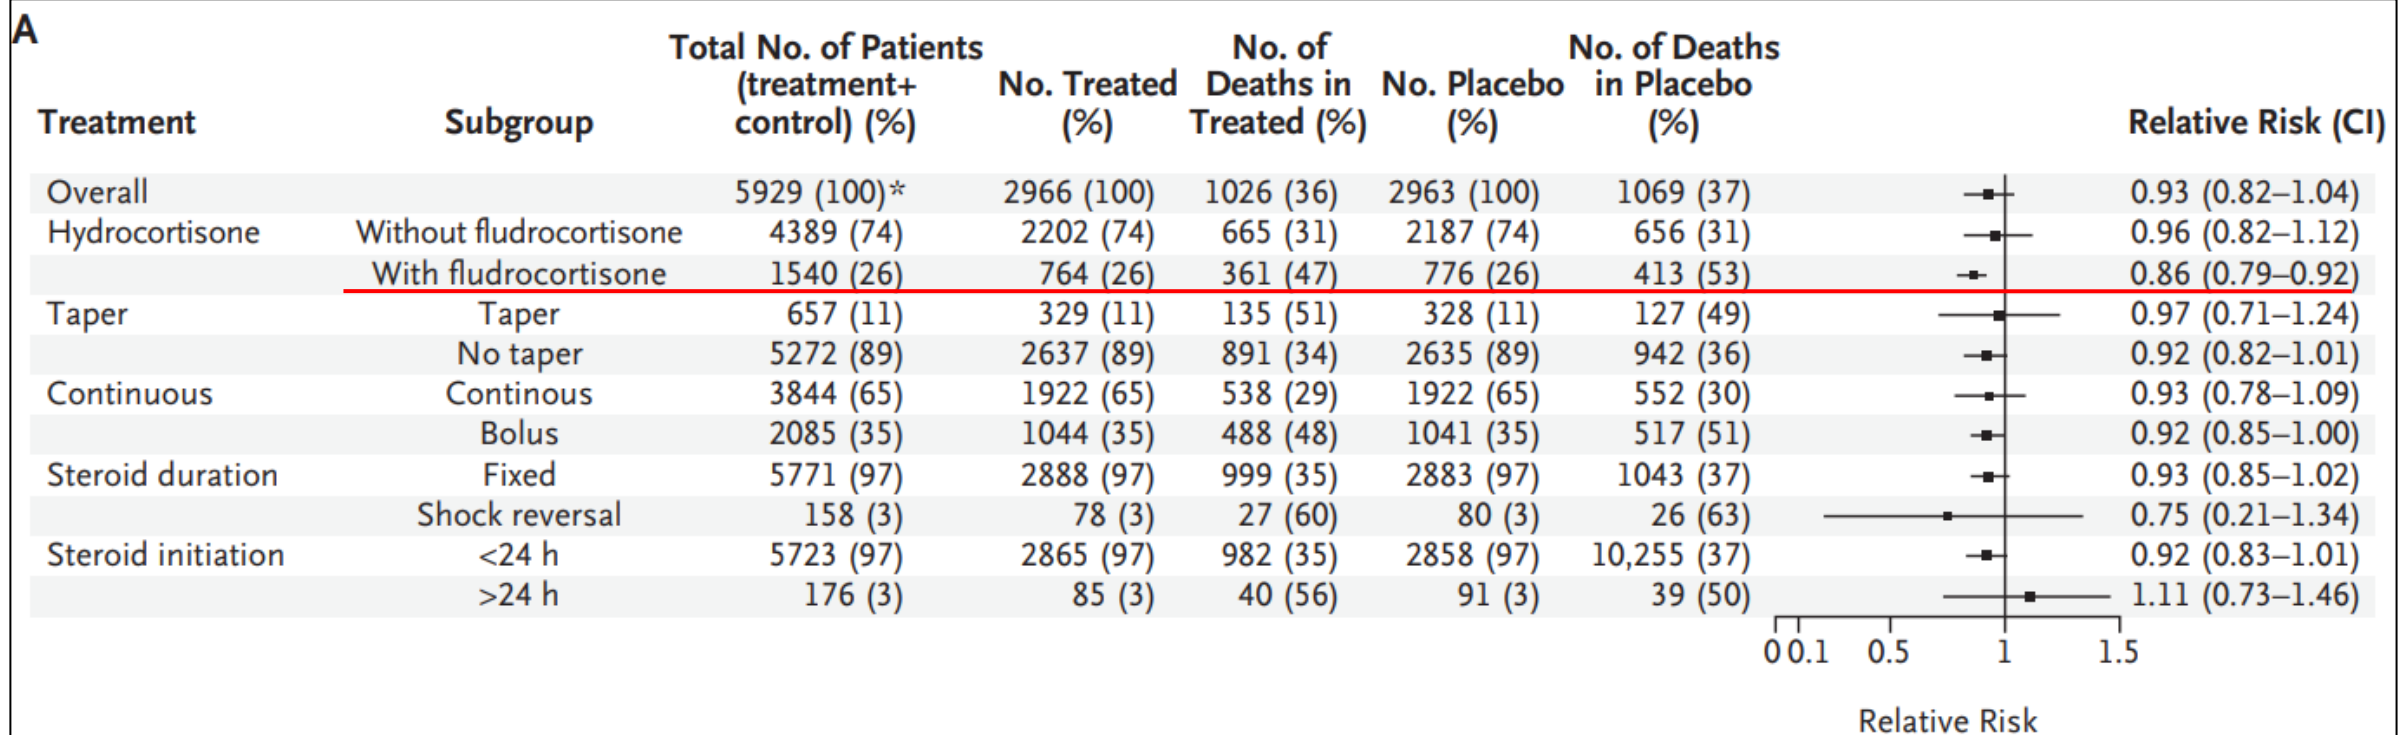 A
Total No. of Patients (treatment+ control) (%)
No. Treated (%)
No. of Deaths in Treated (%)
No. Placebo (%)
No. of Deaths in Placebo (%)
Treatment Subgroup Relative Risk (CI)
Overall 5929 (100)* 2966 (100) 1026 (36) 2963 (100) 1069 (37) 0.93 (0.82–1.04)
Hydrocortisone Without fludrocortisone 4389 (74) 2202 (74) 665 (31) 2187 (74) 656 (31) 0.96 (0.82–1.12)
With fludrocortisone 1540 (26) 764 (26) 361 (47) 776 (26) 413 (53) 0.86 (0.79–0.92)
Taper Taper 657 (11) 329 (11) 135 (51) 328 (11) 127 (49) 0.97 (0.71–1.24)
No taper 5272 (89) 2637 (89) 891 (34) 2635 (89) 942 (36) 0.92 (0.82–1.01)
Continuous Continous 3844 (65) 1922 (65) 538 (29) 1922 (65) 552 (30) 0.93 (0.78–1.09)
Bolus 2085 (35) 1044 (35) 488 (48) 1041 (35) 517 (51) 0.92 (0.85–1.00)
Steroid duration Fixed 5771 (97) 2888 (97) 999 (35) 2883 (97) 1043 (37) 0.93 (0.85–1.02)
Shock reversal 158 (3) 78 (3) 27 (60) 80 (3) 26 (63) 0.75 (0.21–1.34)
Steroid initiation <24 h 5723 (97) 2865 (97) 982 (35) 2858 (97) 10,255 (37) 0.92 (0.83–1.01)
>24 h 176 (3) 85 (3) 40 (56) 91 (3) 39 (50) 1.11 (0.73–1.46)
0 0.1 0.5 1 1.5
Relative Risk